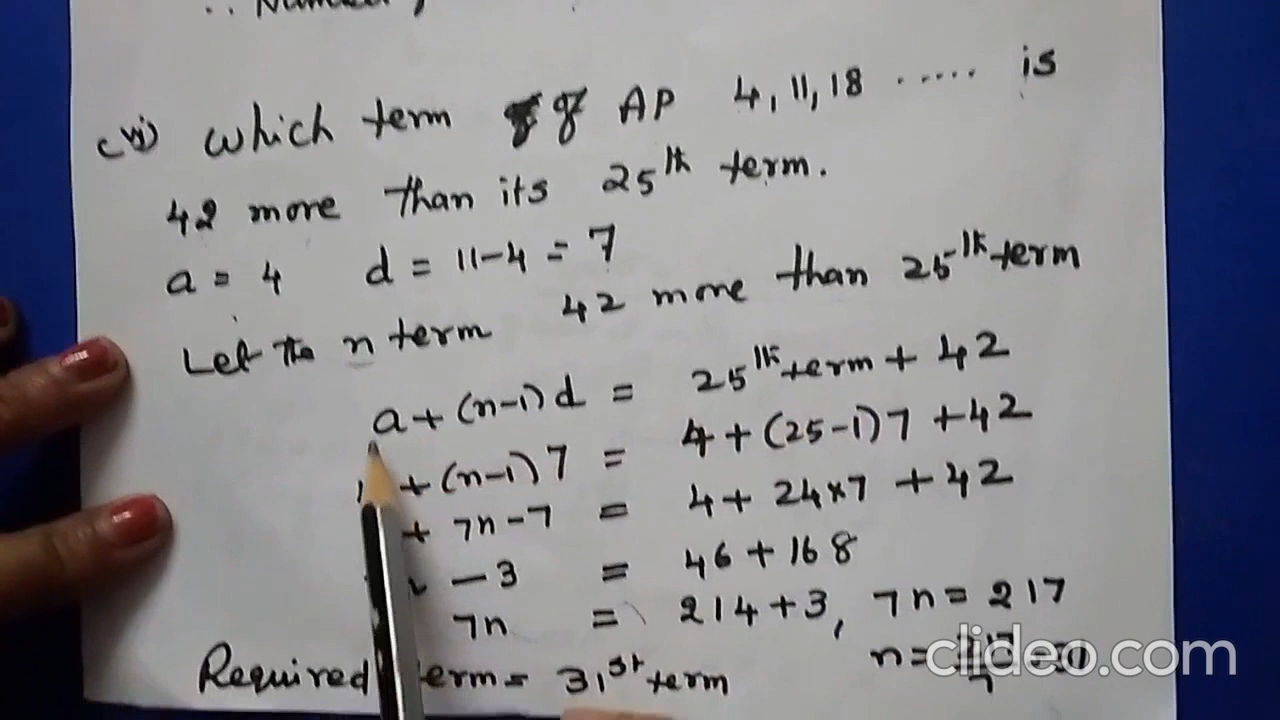 (vi) Which term of AP 4, 11, 18 ..... is
42 more than its 25th term.
a = 4 d = 11-4 = 7
Let the n term 42 more than 25th term
a + (n-1)d = 25th term + 42
+ (n-1)7 = 4 + (25-1)7 + 42
+ 7n-7 = 4 + 24×7 + 42
- 3 = 46 + 168
7n = 214 + 3, 7n = 217
n =
7
Required term = 31st term
clideo.com